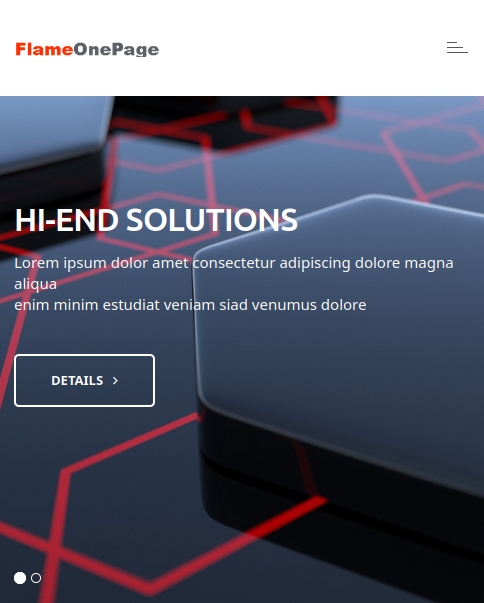 FlameOnePage
HI-END SOLUTIONS
Lorem ipsum dolor amet consectetur adipiscing dolore magna
aliqua
enim minim estudiat veniam siad venumus dolore
DETAILS